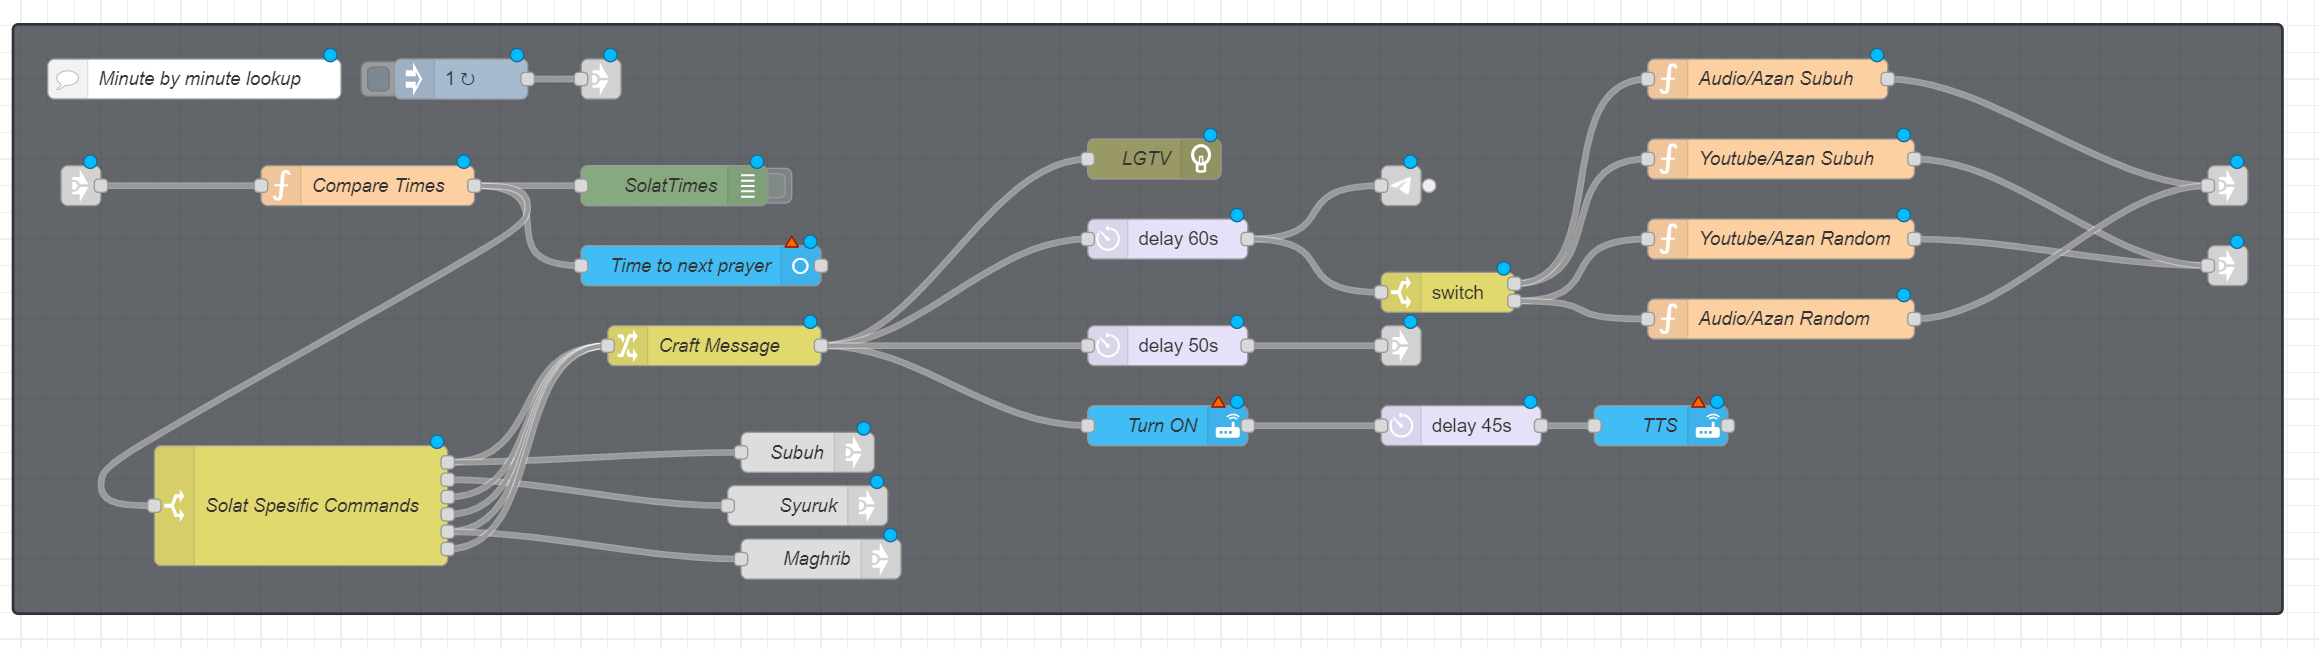 Minute by minute lookup
1 ↻
Audio/Azan Subuh
LGTV
Youtube/Azan Subuh
Compare Times
SolatTimes
delay 60s
Youtube/Azan Random
Time to next prayer
switch
Audio/Azan Random
Craft Message
delay 50s
Turn ON
delay 45s
TTS
Subuh
Solat Spesific Commands
Syuruk
Maghrib